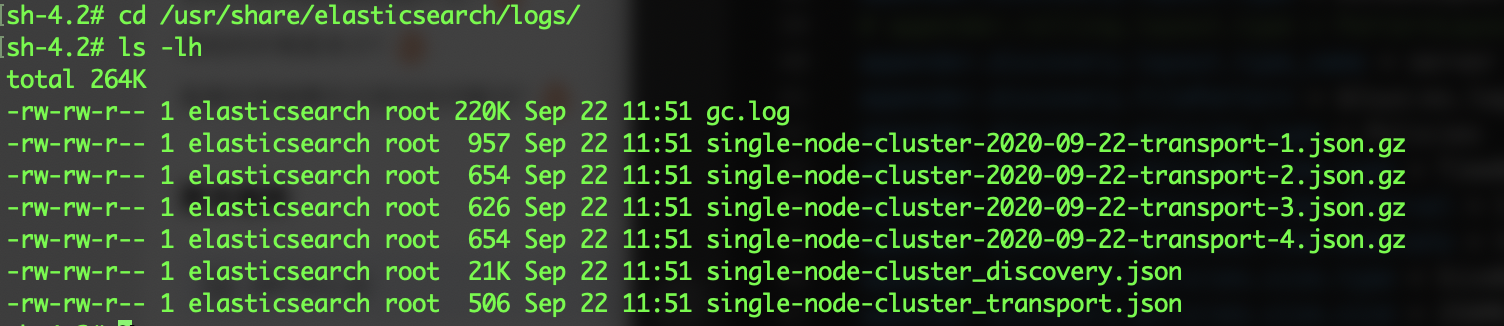 [sh-4.2# cd /usr/share/elasticsearch/logs/
[sh-4.2# ls -lh
total 264K
-rw-rw-r-- 1 elasticsearch root 220K Sep 22 11:51 gc.log
-rw-rw-r-- 1 elasticsearch root  957 Sep 22 11:51 single-node-cluster-2020-09-22-transport-1.json.gz
-rw-rw-r-- 1 elasticsearch root  654 Sep 22 11:51 single-node-cluster-2020-09-22-transport-2.json.gz
-rw-rw-r-- 1 elasticsearch root  626 Sep 22 11:51 single-node-cluster-2020-09-22-transport-3.json.gz
-rw-rw-r-- 1 elasticsearch root  654 Sep 22 11:51 single-node-cluster-2020-09-22-transport-4.json.gz
-rw-rw-r-- 1 elasticsearch root  21K Sep 22 11:51 single-node-cluster_discovery.json
-rw-rw-r-- 1 elasticsearch root  506 Sep 22 11:51 single-node-cluster_transport.json